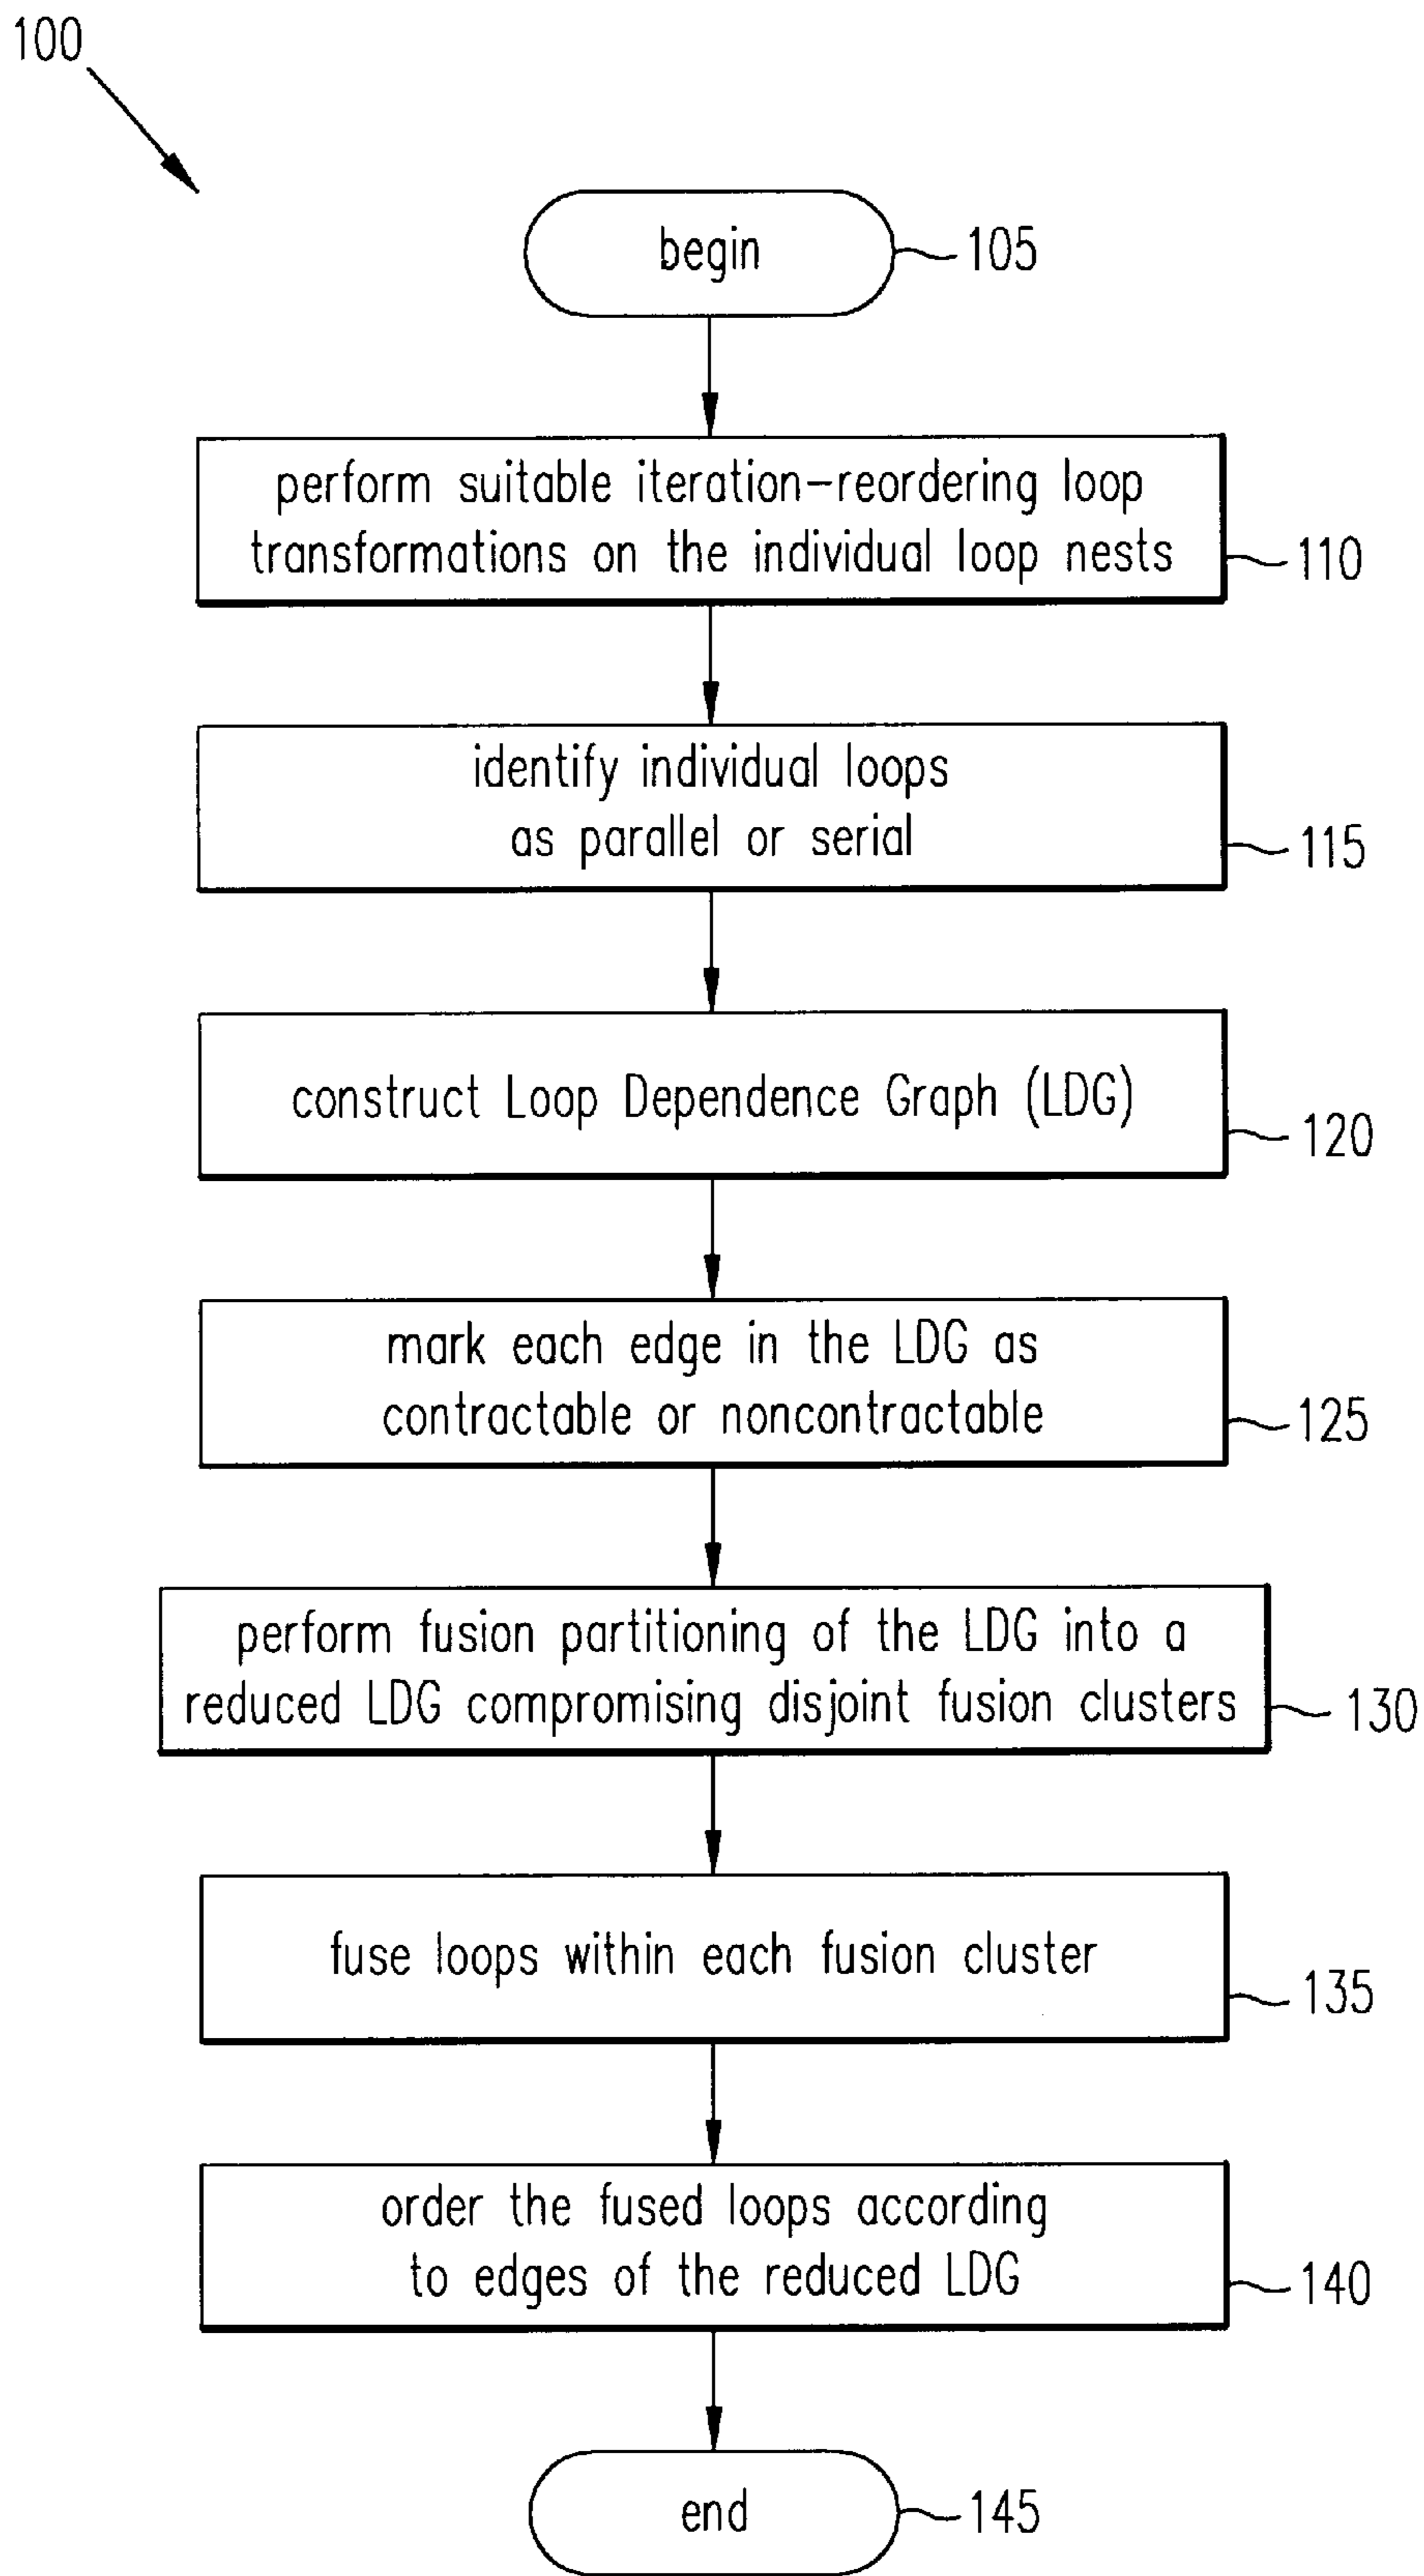 100
begin
105
perform suitable iteration-reordering loop
transformations on the individual loop nests
110
identify individual loops
as parallel or serial
115
construct Loop Dependence Graph (LDG)
120
mark each edge in the LDG as
contractable or noncontractable
125
perform fusion partitioning of the LDG into a
reduced LDG compromising disjoint fusion clusters
130
fuse loops within each fusion cluster
135
order the fused loops according
to edges of the reduced LDG
140
end
145